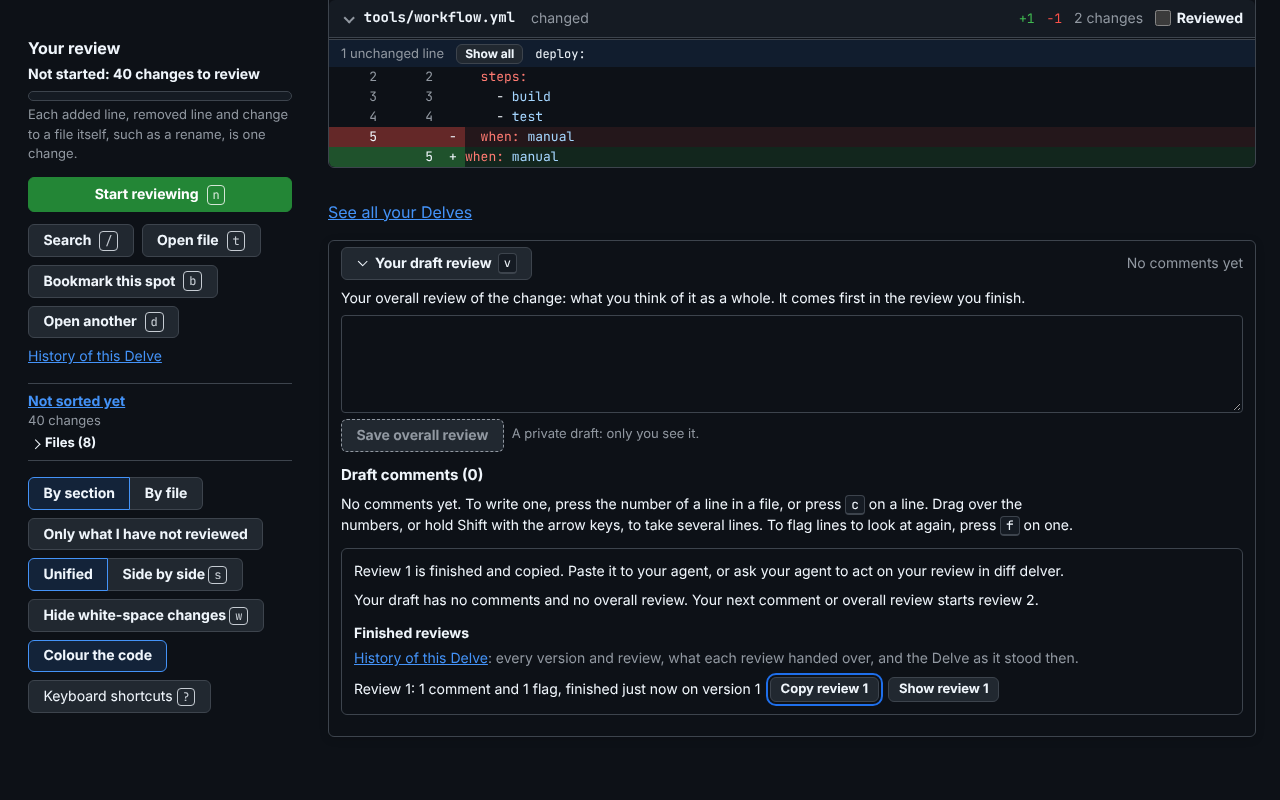 Your review
Not started: 40 changes to review
Each added line, removed line and change
to a file itself, such as a rename, is one
change.
Start reviewing n
Search / Open file t
Bookmark this spot b
Open another d
History of this Delve
Not sorted yet
40 changes
Files (8)
By section By file
Only what I have not reviewed
Unified Side by side s
Hide white-space changes w
Colour the code
Keyboard shortcuts ?
tools/workflow.yml changed +1 -1 2 changes Reviewed
1 unchanged line Show all deploy:
2 2 steps:
3 3 - build
4 4 - test
5 - when: manual
5 + when: manual
See all your Delves
Your draft review v No comments yet
Your overall review of the change: what you think of it as a whole. It comes first in the review you finish.
Save overall review A private draft: only you see it.
Draft comments (0)
No comments yet. To write one, press the number of a line in a file, or press c on a line. Drag over the
numbers, or hold Shift with the arrow keys, to take several lines. To flag lines to look at again, press f on one.
Review 1 is finished and copied. Paste it to your agent, or ask your agent to act on your review in diff delver.
Your draft has no comments and no overall review. Your next comment or overall review starts review 2.
Finished reviews
History of this Delve: every version and review, what each review handed over, and the Delve as it stood then.
Review 1: 1 comment and 1 flag, finished just now on version 1 Copy review 1 Show review 1